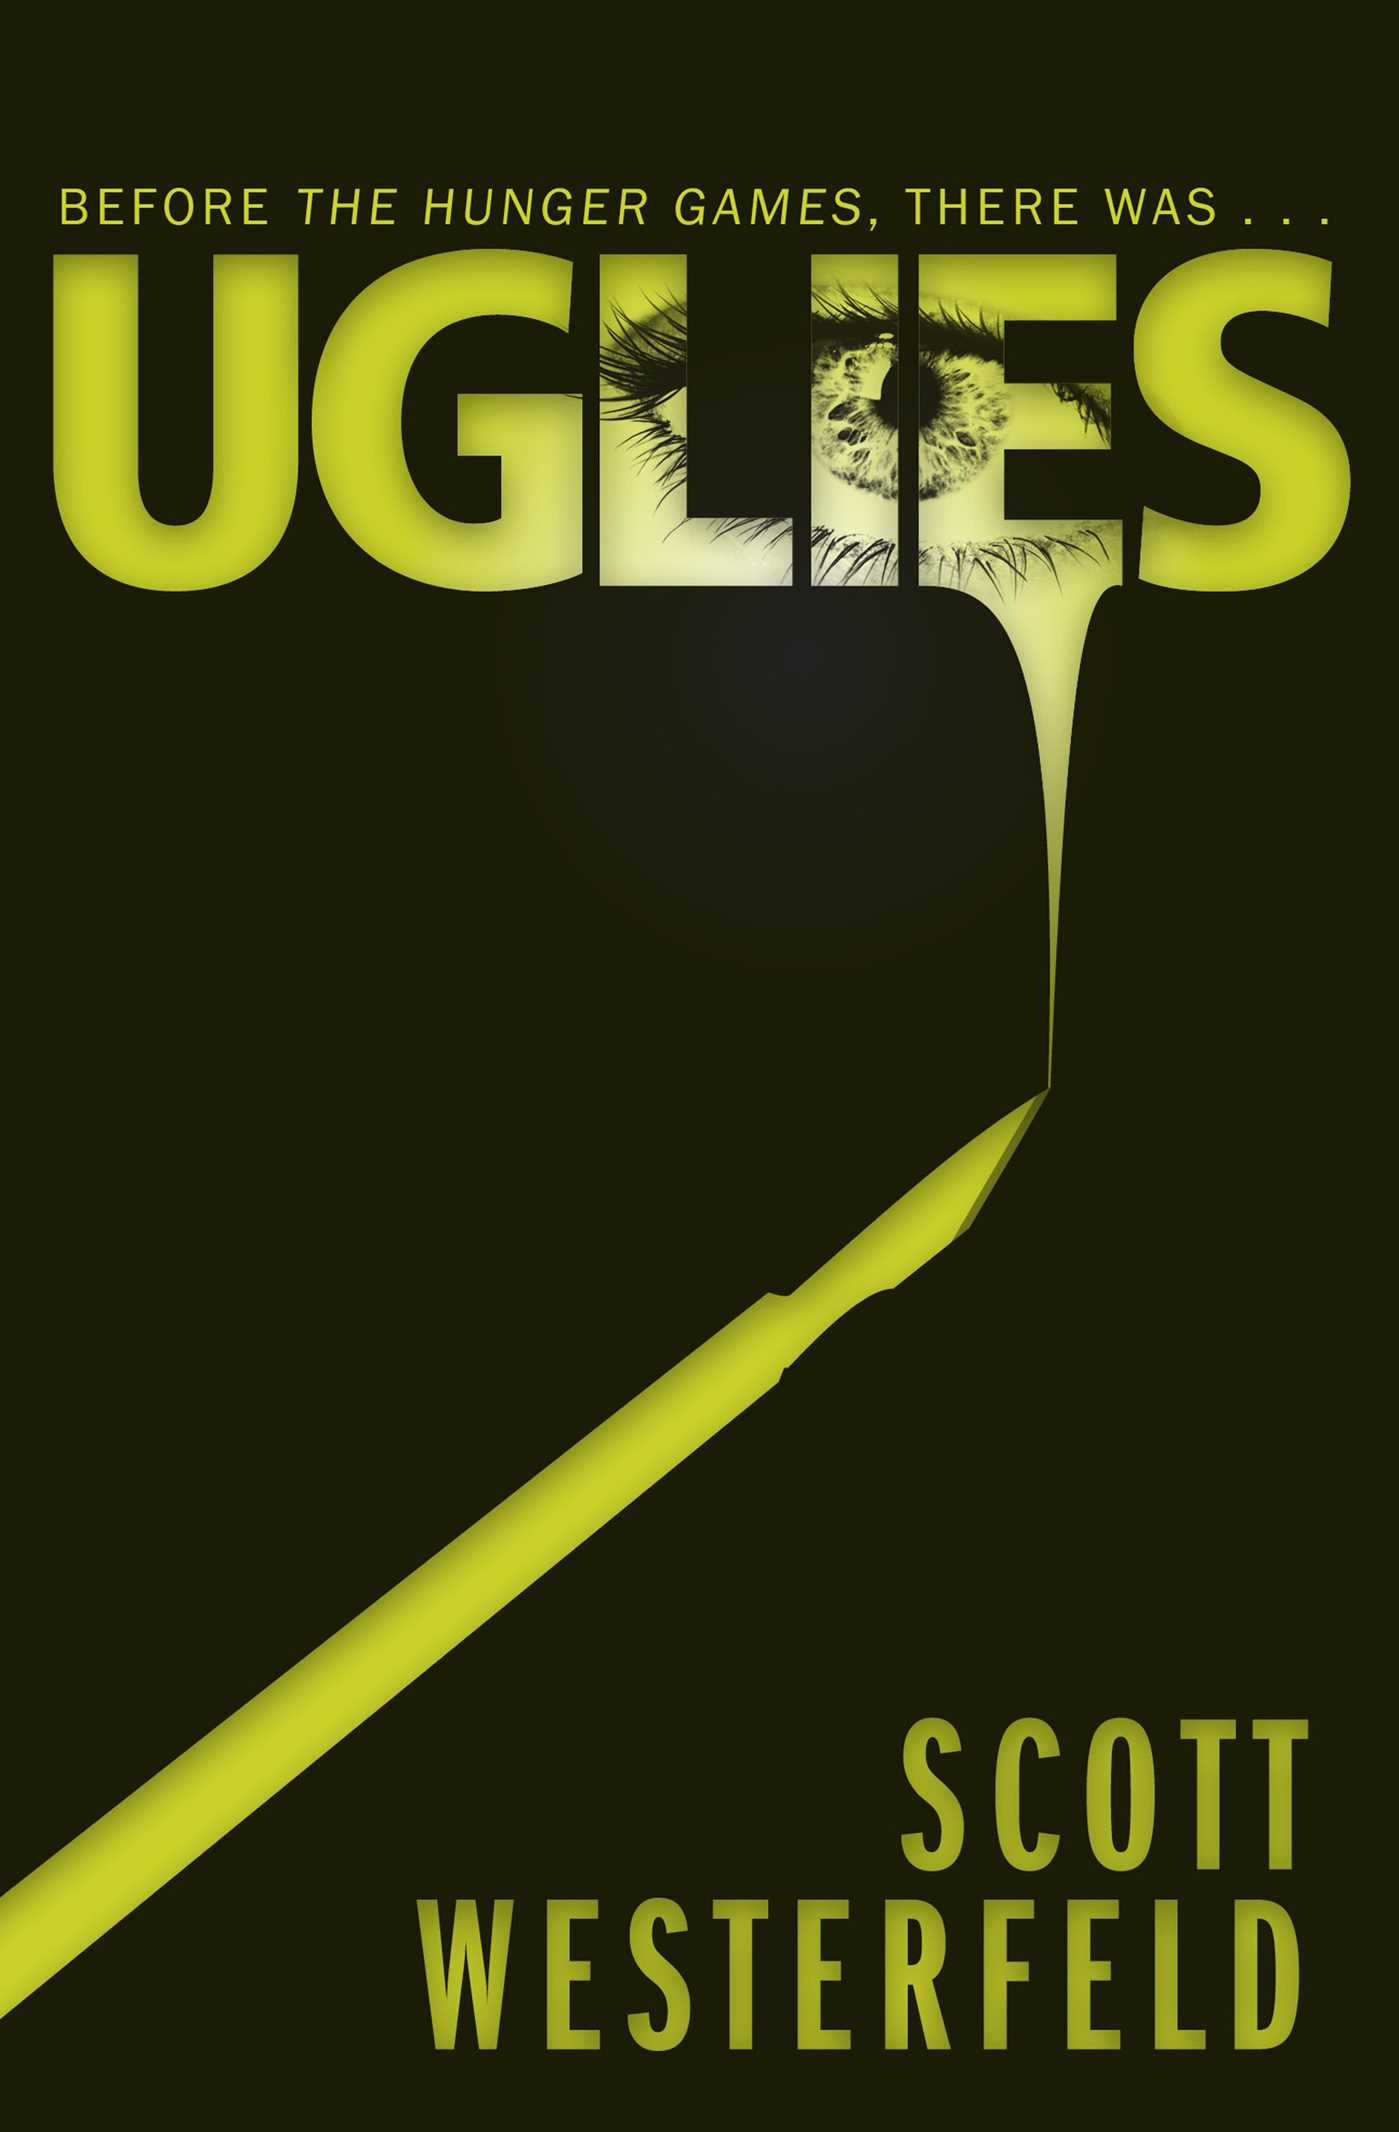 BEFORE THE HUNGER GAMES, THERE WAS . . .
UGLIES
SCOTT
WESTERFELD